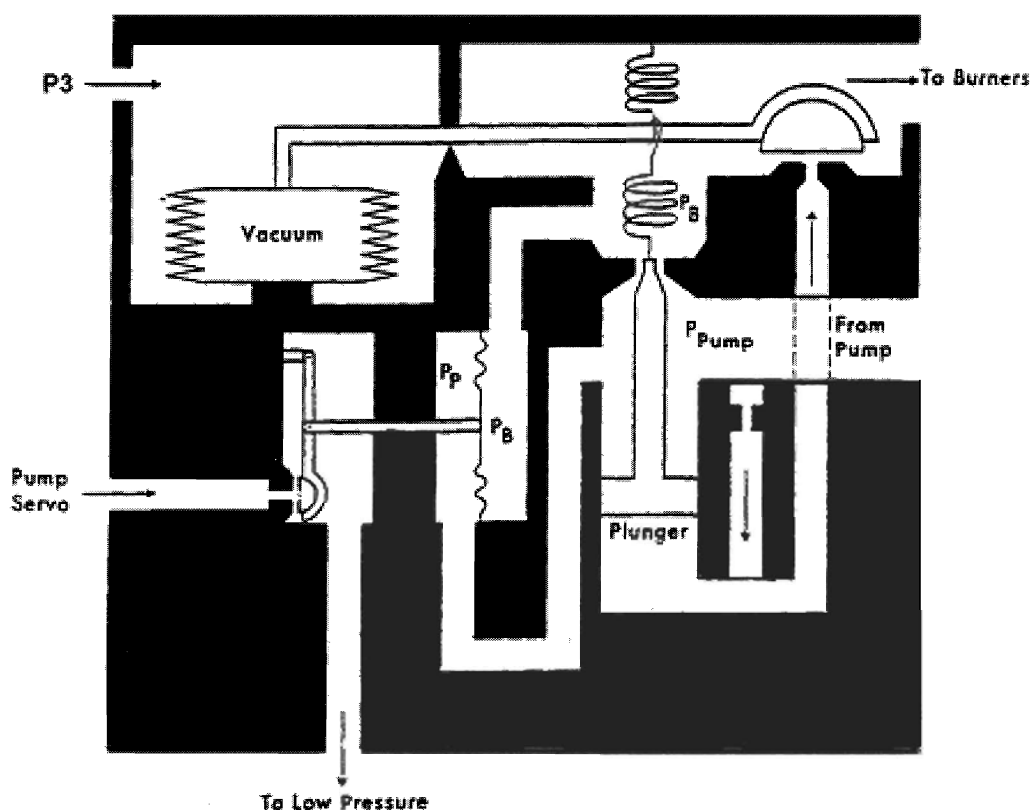 P3
To Burners
Vacuum
PB
PPump
From
Pump
PP
PB
Pump
Servo
Plunger
To Low Pressure